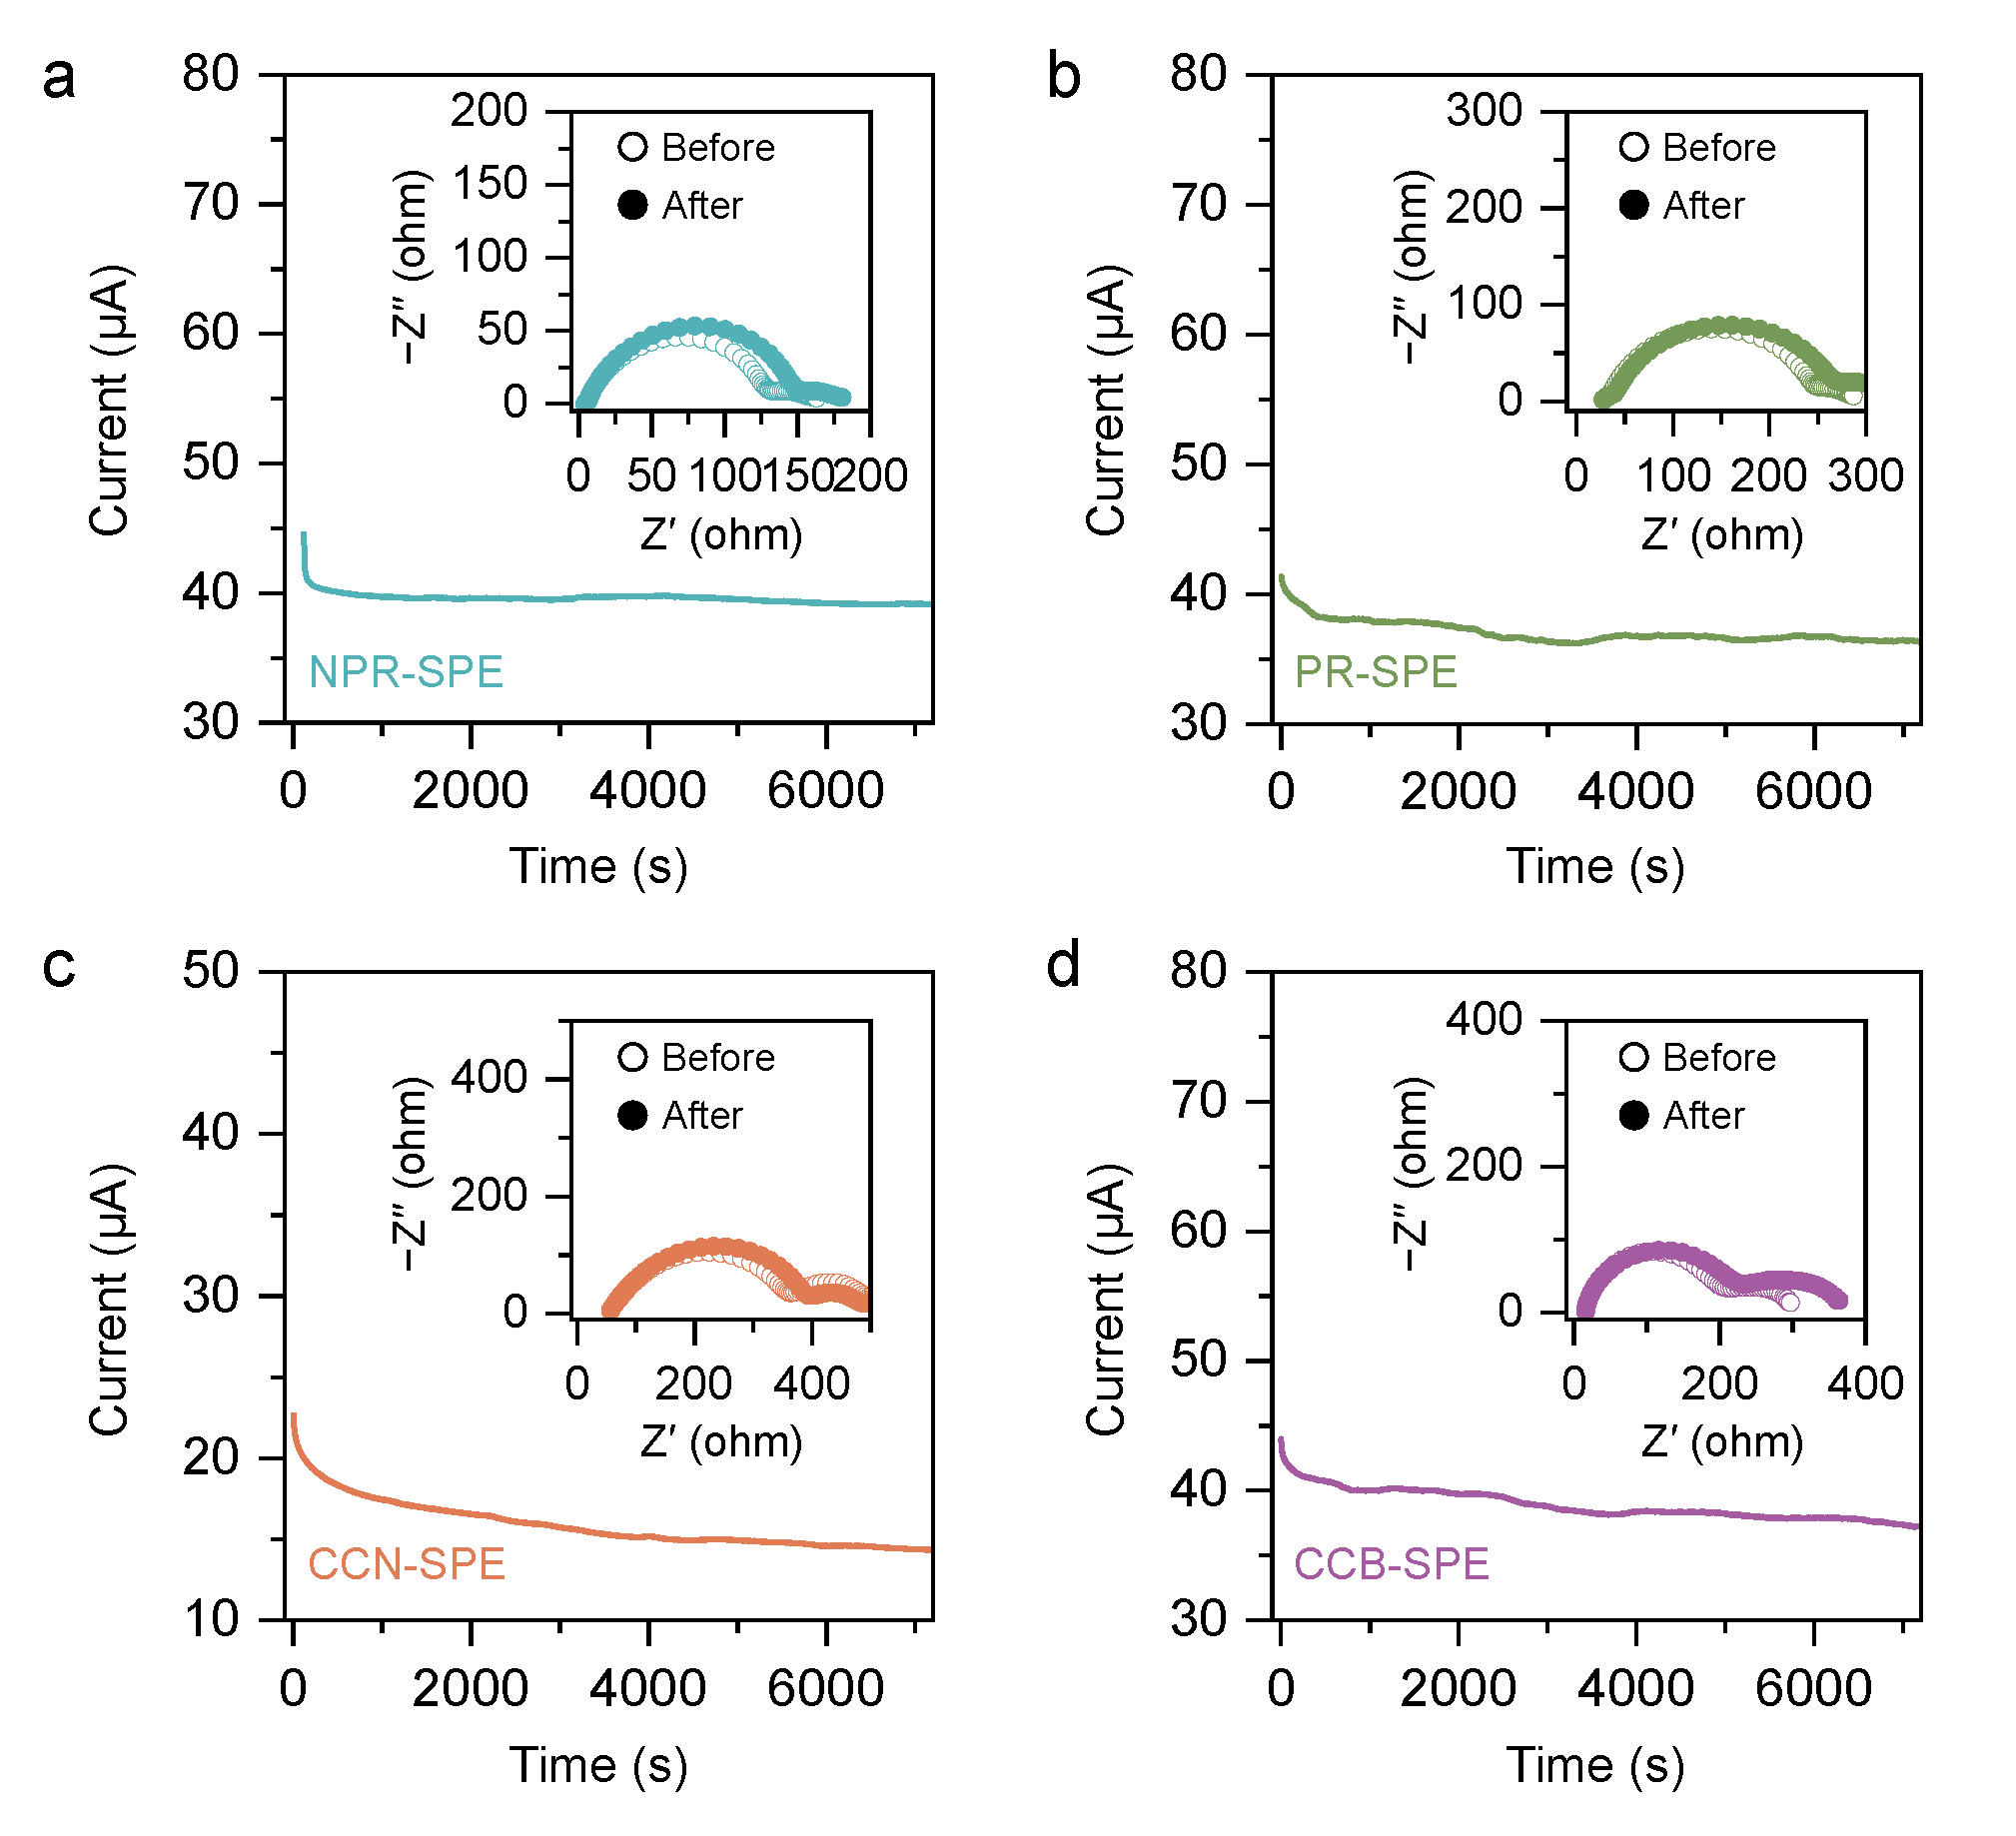 a
80
70
60
50
40
30
Current (μA)
0
2000
4000
6000
Time (s)
NPR-SPE
200
150
100
50
0
−Z″ (ohm)
Before
After
0
50
100
150
200
Z′ (ohm)
b
80
70
60
50
40
30
Current (μA)
0
2000
4000
6000
Time (s)
PR-SPE
300
200
100
0
−Z″ (ohm)
Before
After
0
100
200
300
Z′ (ohm)
c
50
40
30
20
10
Current (μA)
0
2000
4000
6000
Time (s)
CCN-SPE
400
200
0
−Z″ (ohm)
Before
After
0
200
400
Z′ (ohm)
d
80
70
60
50
40
30
Current (μA)
0
2000
4000
6000
Time (s)
CCB-SPE
400
200
0
−Z″ (ohm)
Before
After
0
200
400
Z′ (ohm)